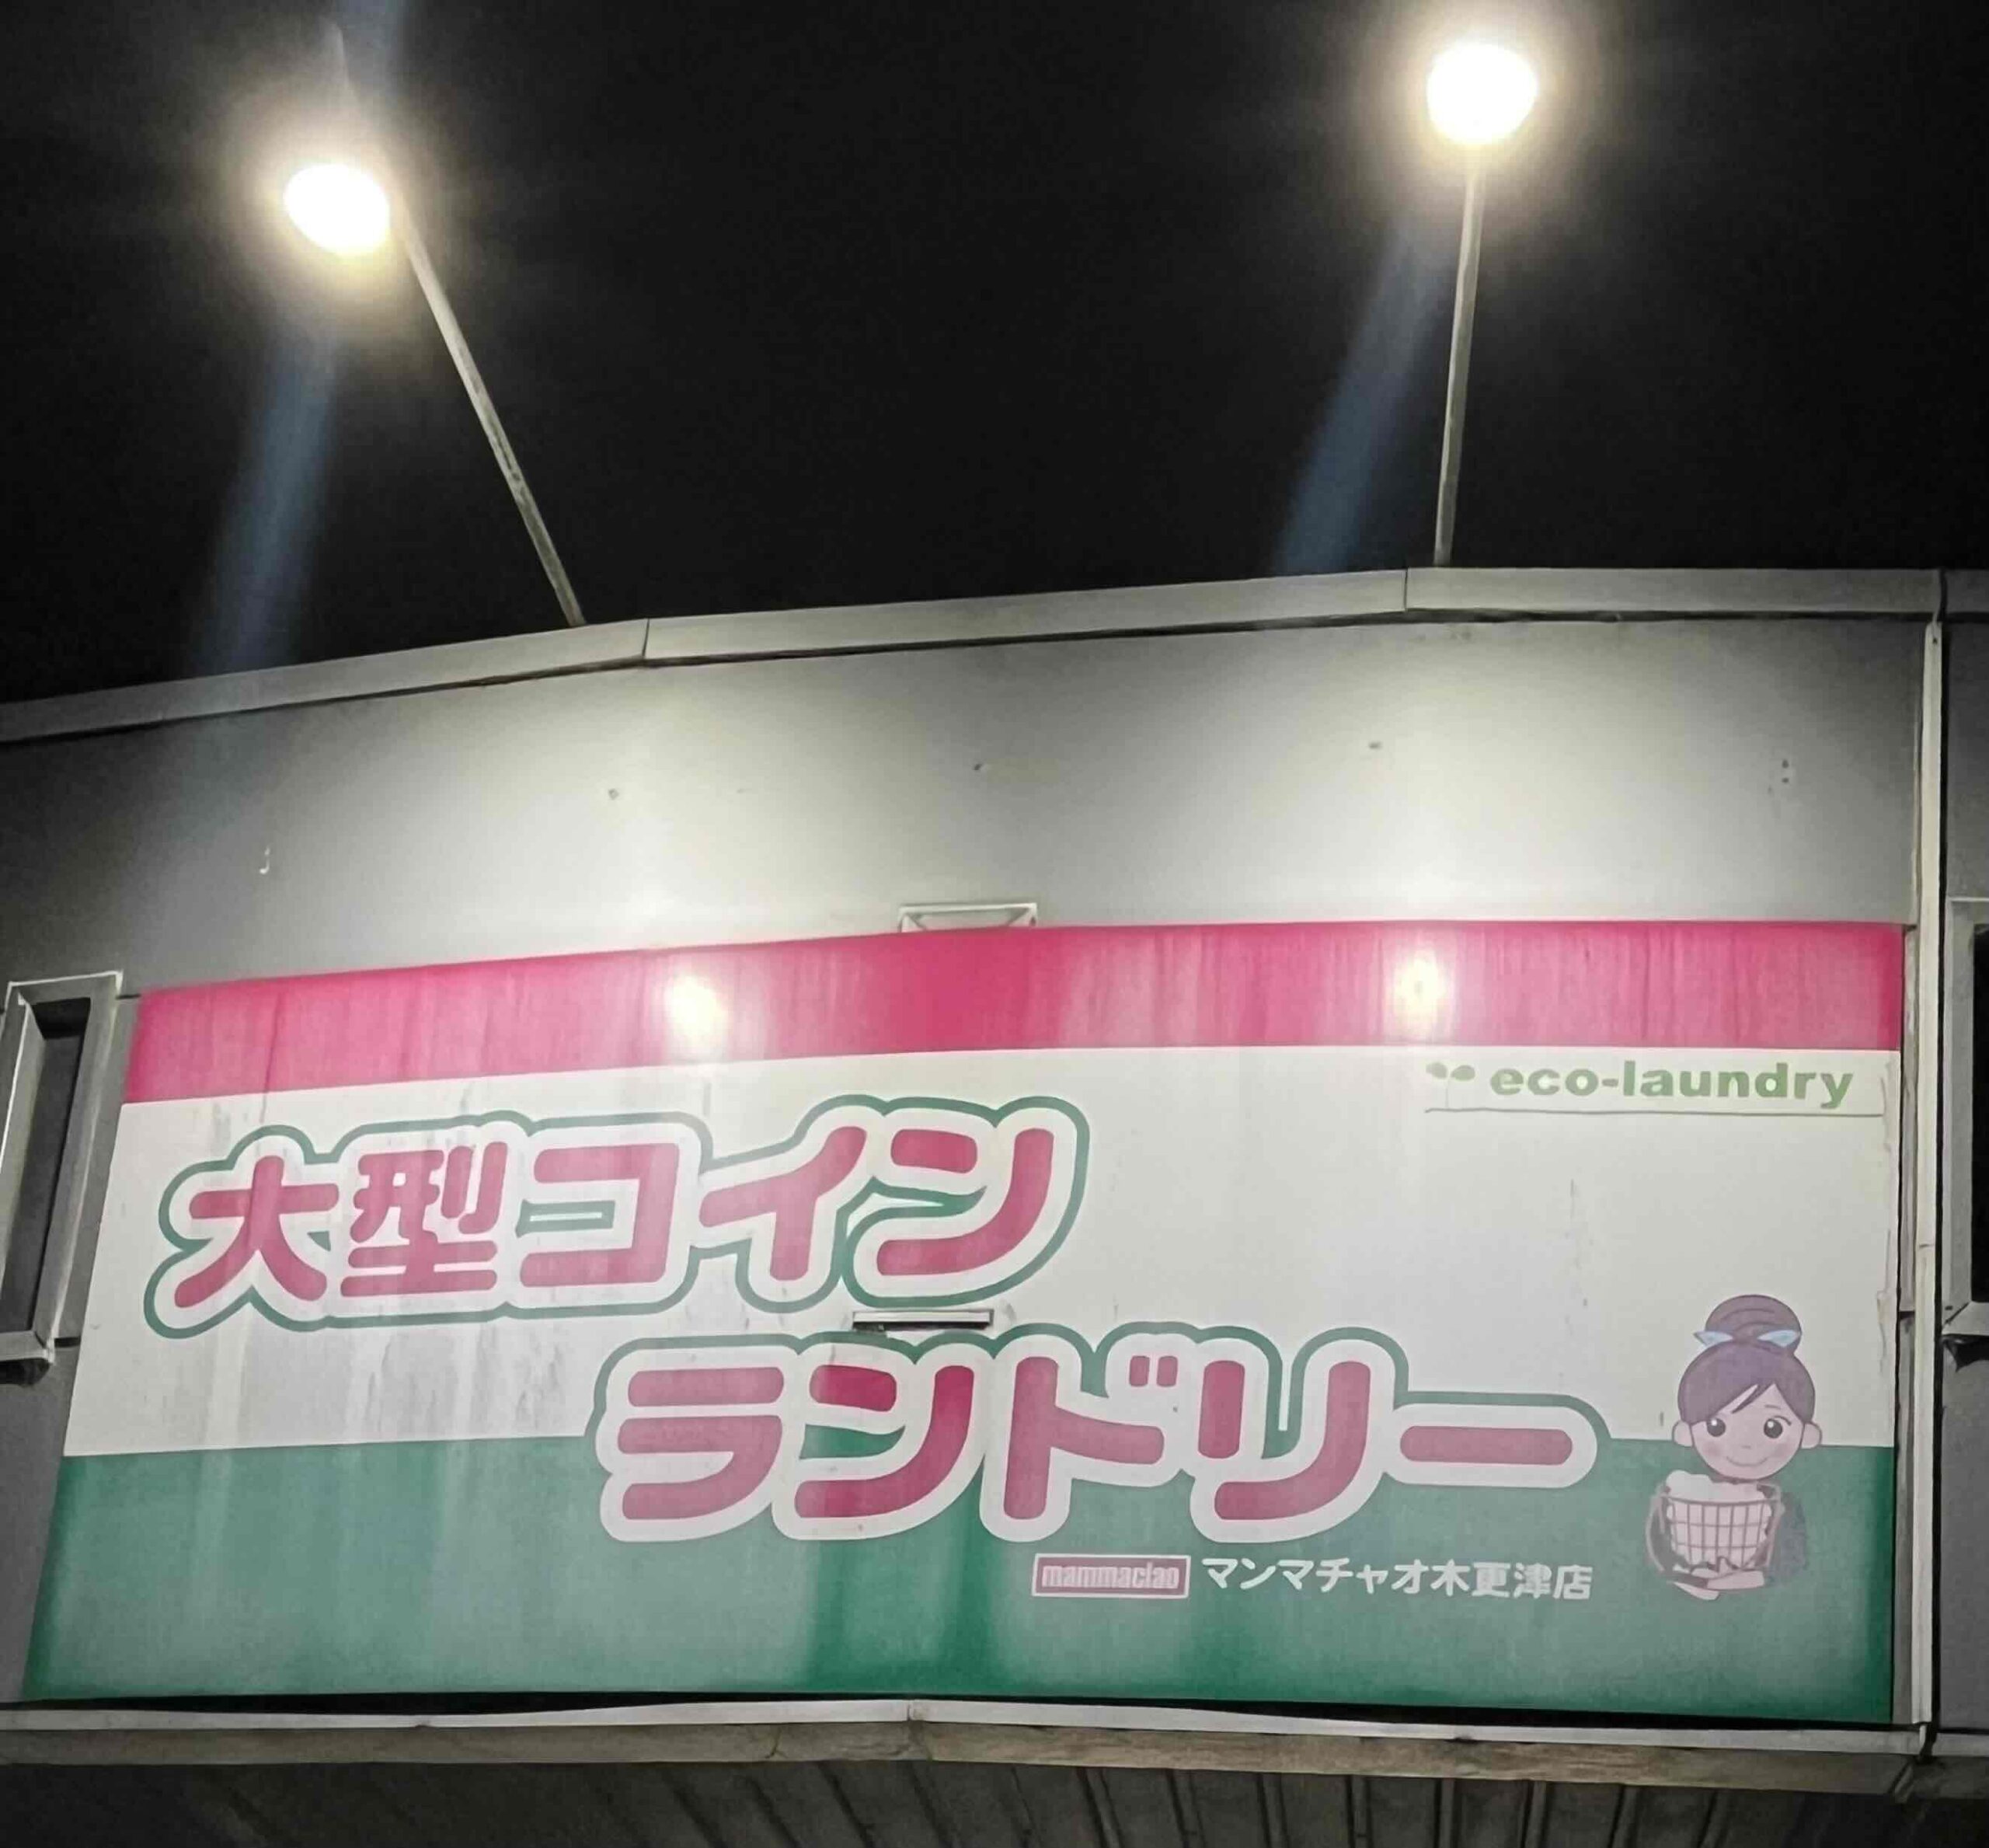 eco-laundry
大型コイン
ランドリー
mammaciao マンマチャオ木更津店